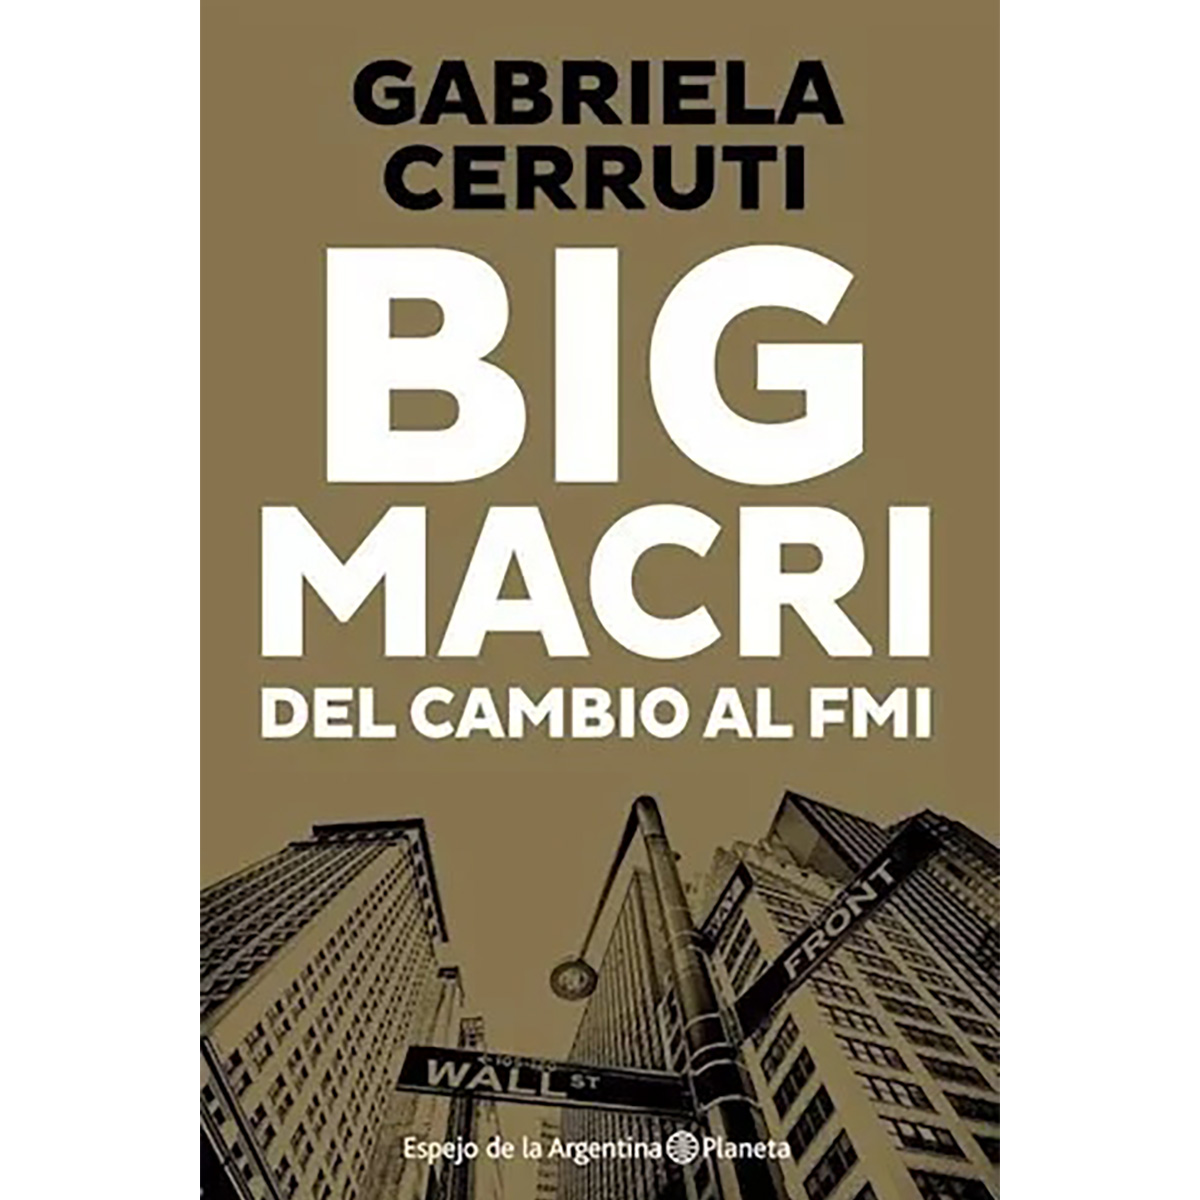 GABRIELA
CERRUTI
BIG
MACRI
DEL CAMBIO AL FMI
FRONT
WALL ST
Espejo de la Argentina Planeta